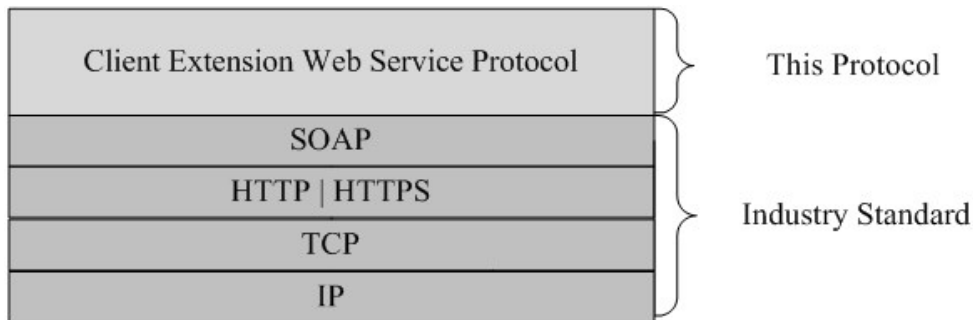 Client Extension Web Service Protocol
This Protocol
SOAP
HTTP | HTTPS
TCP
IP
Industry Standard